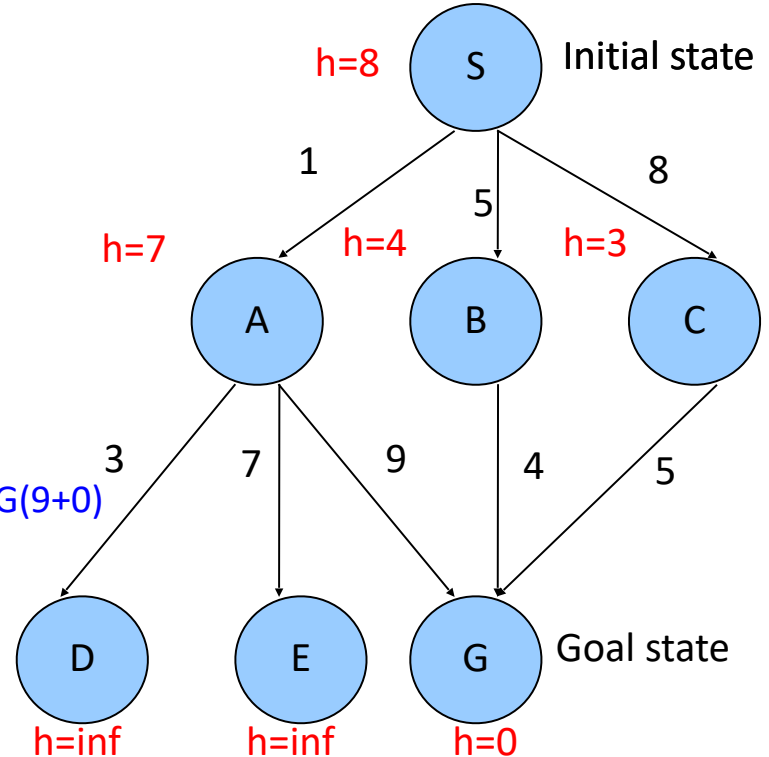 S
Initial state
h=8
1
5
8
h=7
h=4
h=3
A
B
C
3
7
9
4
5
G(9+0)
D
E
G
Goal state
h=inf
h=inf
h=0